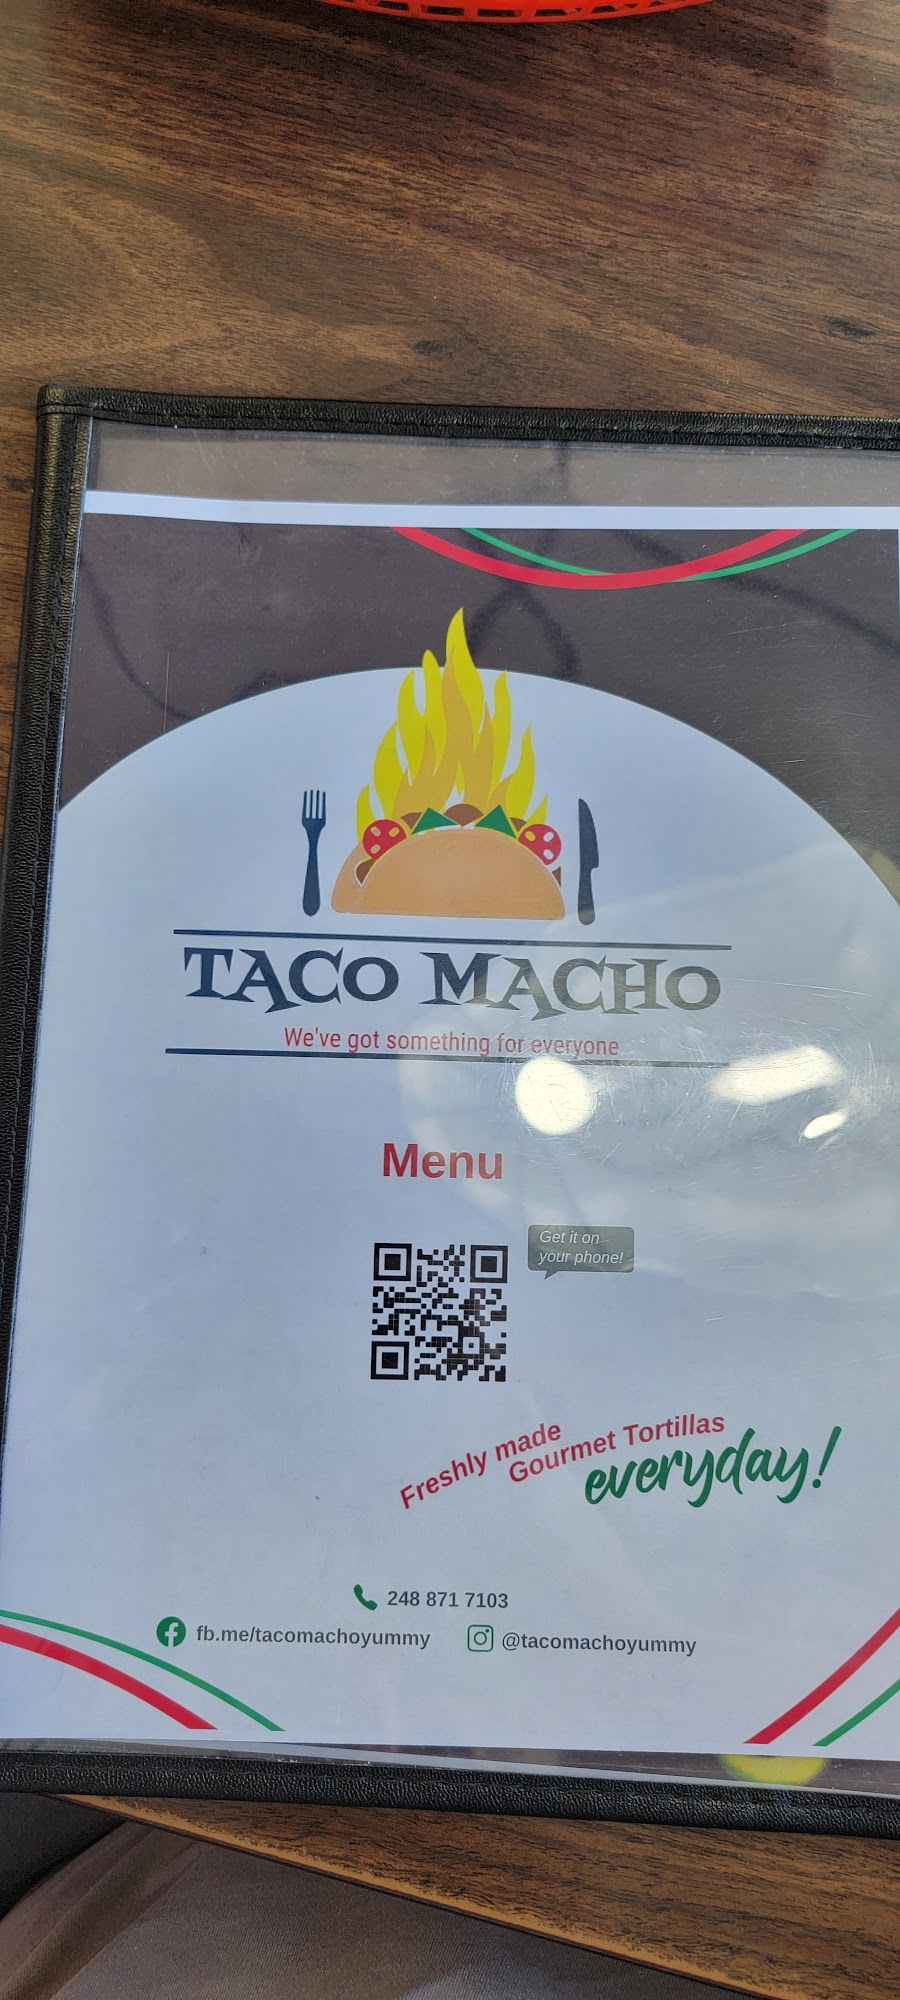 TACO MACHO
We've got something for everyone
Menu
Get it on
your phone!
Freshly made
Gourmet Tortillas
everyday!
248 871 7103
fb.me/tacomachoyummy
@tacomachoyummy